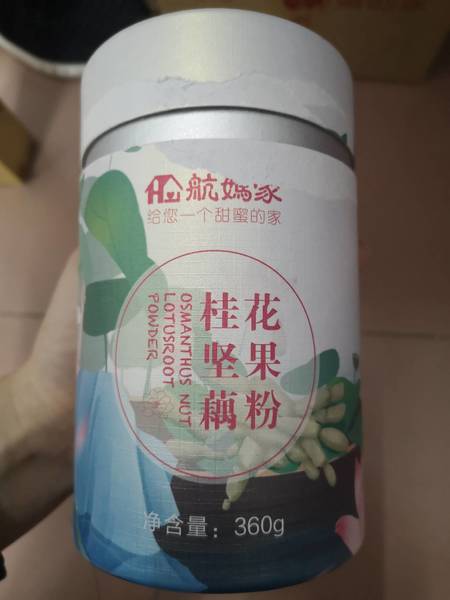 航妈家
给您一个甜蜜的家
桂花
坚果
藕粉
OSMANTHUS NUT
LOTUSROOT
POWDER
净含量：360g